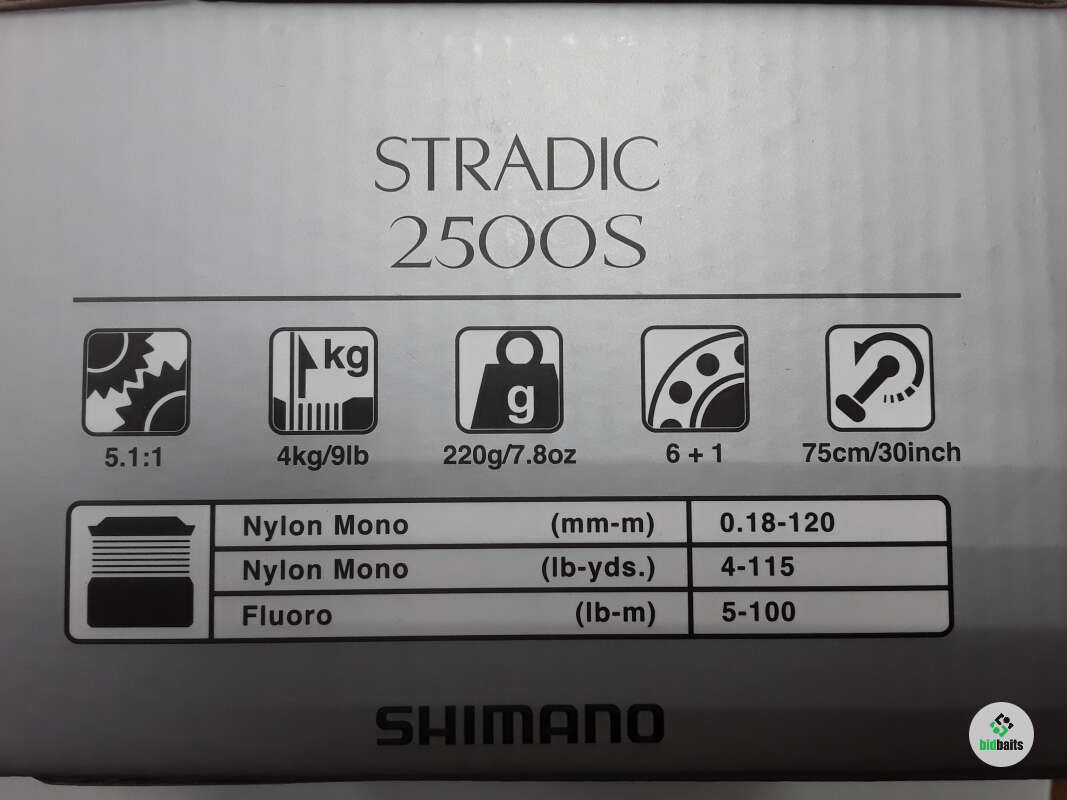 STRADIC
2500S
kg
g
5.1:1 4kg/9lb 220g/7.8oz 6 + 1 75cm/30inch
Nylon Mono (mm-m) 0.18-120
Nylon Mono (lb-yds.) 4-115
Fluoro (lb-m) 5-100
SHIMANO
bidbaits